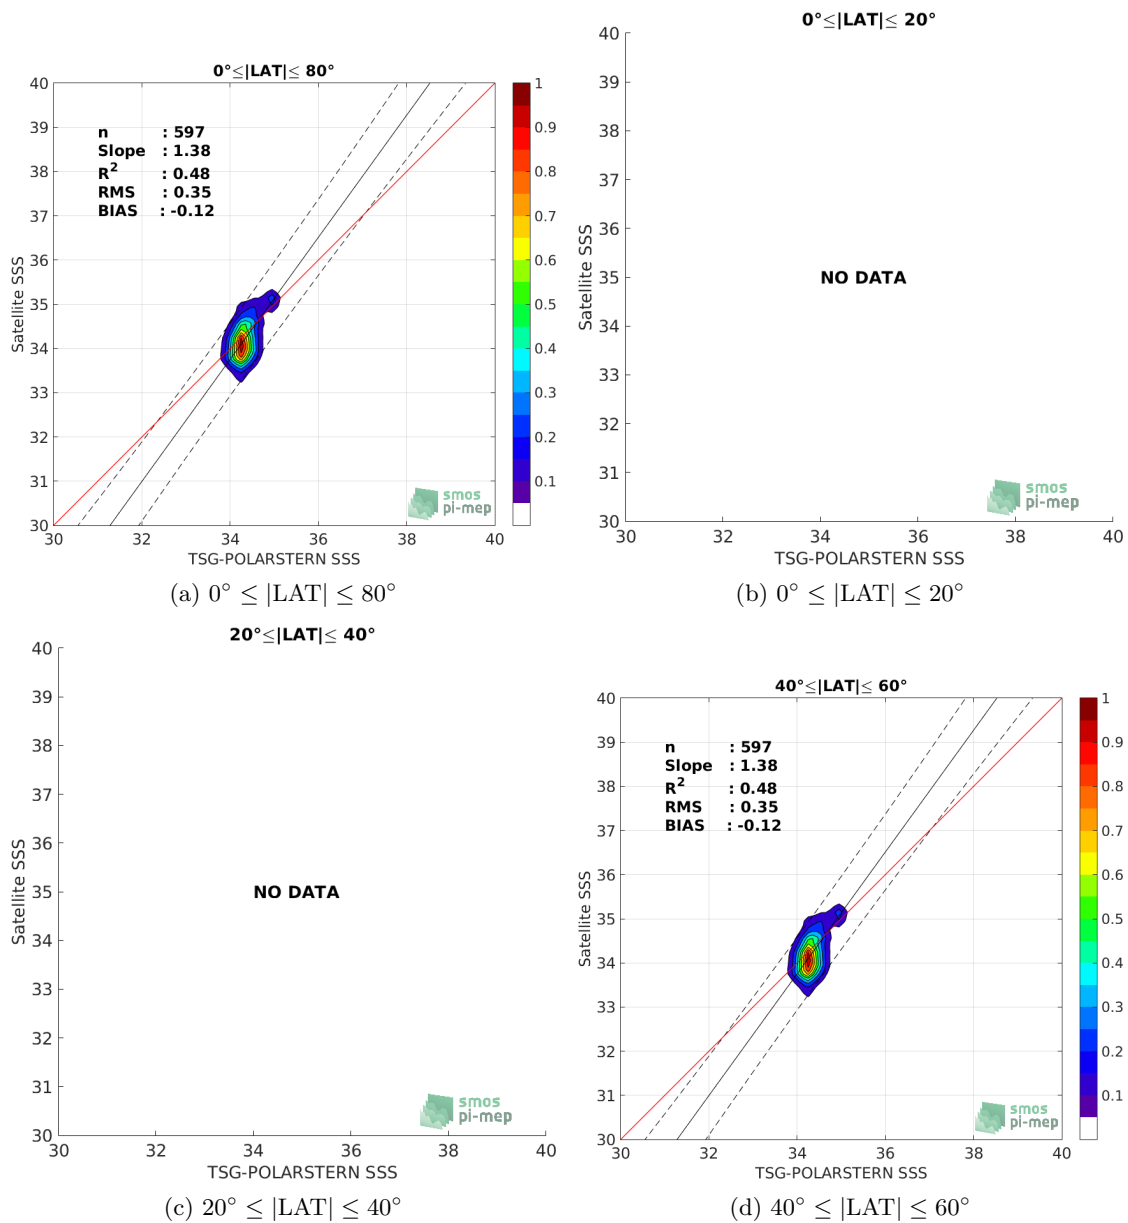 0°≤|LAT|≤ 80°
n : 597
Slope : 1.38
R2 : 0.48
RMS : 0.35
BIAS : -0.12
40
39
38
37
36
35
34
33
32
31
30
Satellite SSS
30 32 34 36 38 40
TSG-POLARSTERN SSS
1
0.9
0.8
0.7
0.6
0.5
0.4
0.3
0.2
0.1
smos
pi-mep
(a) 0° ≤ |LAT| ≤ 80°
0°≤|LAT|≤ 20°
40
39
38
37
36
35
34
33
32
31
30
Satellite SSS
NO DATA
30 32 34 36 38 40
TSG-POLARSTERN SSS
smos
pi-mep
(b) 0° ≤ |LAT| ≤ 20°
20°≤|LAT|≤ 40°
40
39
38
37
36
35
34
33
32
31
30
Satellite SSS
NO DATA
30 32 34 36 38 40
TSG-POLARSTERN SSS
smos
pi-mep
(c) 20° ≤ |LAT| ≤ 40°
40°≤|LAT|≤ 60°
n : 597
Slope : 1.38
R2 : 0.48
RMS : 0.35
BIAS : -0.12
40
39
38
37
36
35
34
33
32
31
30
Satellite SSS
30 32 34 36 38 40
TSG-POLARSTERN SSS
1
0.9
0.8
0.7
0.6
0.5
0.4
0.3
0.2
0.1
smos
pi-mep
(d) 40° ≤ |LAT| ≤ 60°